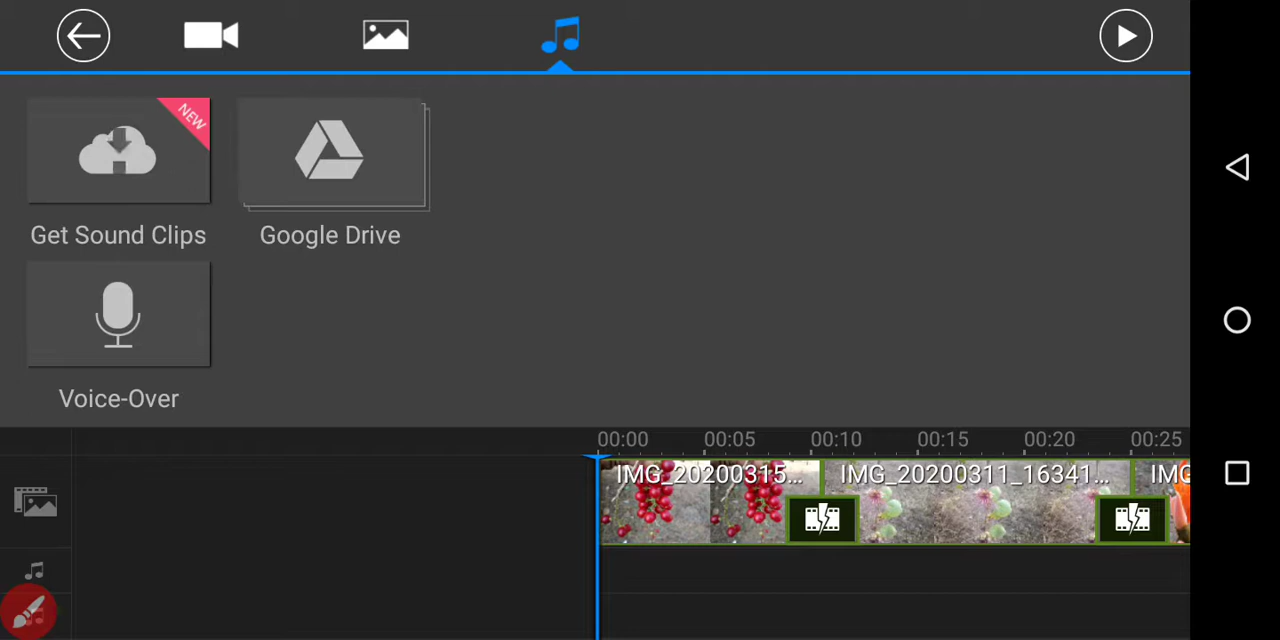 NEW
Get Sound Clips
Google Drive
Voice-Over
00:00 00:05 00:10 00:15 00:20 00:25
IMG_20200315... IMG_20200311_16341... IMG